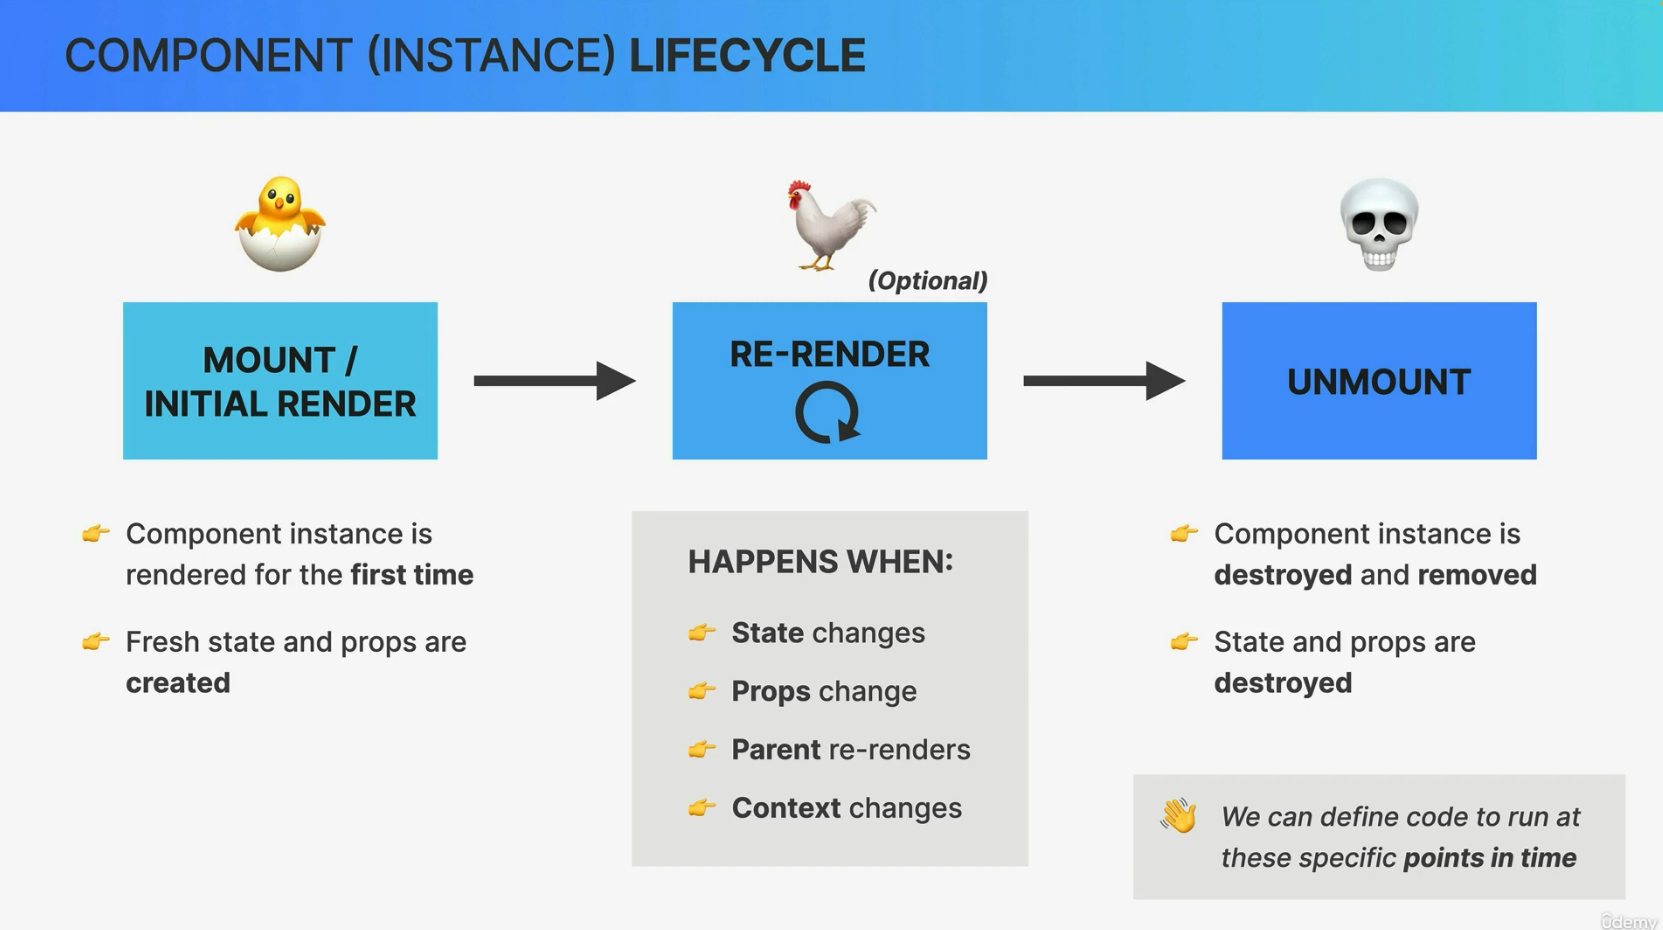 COMPONENT (INSTANCE) LIFECYCLE
(Optional)
MOUNT /
INITIAL RENDER
RE-RENDER
UNMOUNT
Component instance is
rendered for the first time
Fresh state and props are
created
HAPPENS WHEN:
State changes
Props change
Parent re-renders
Context changes
Component instance is
destroyed and removed
State and props are
destroyed
We can define code to run at
these specific points in time
ûdemy